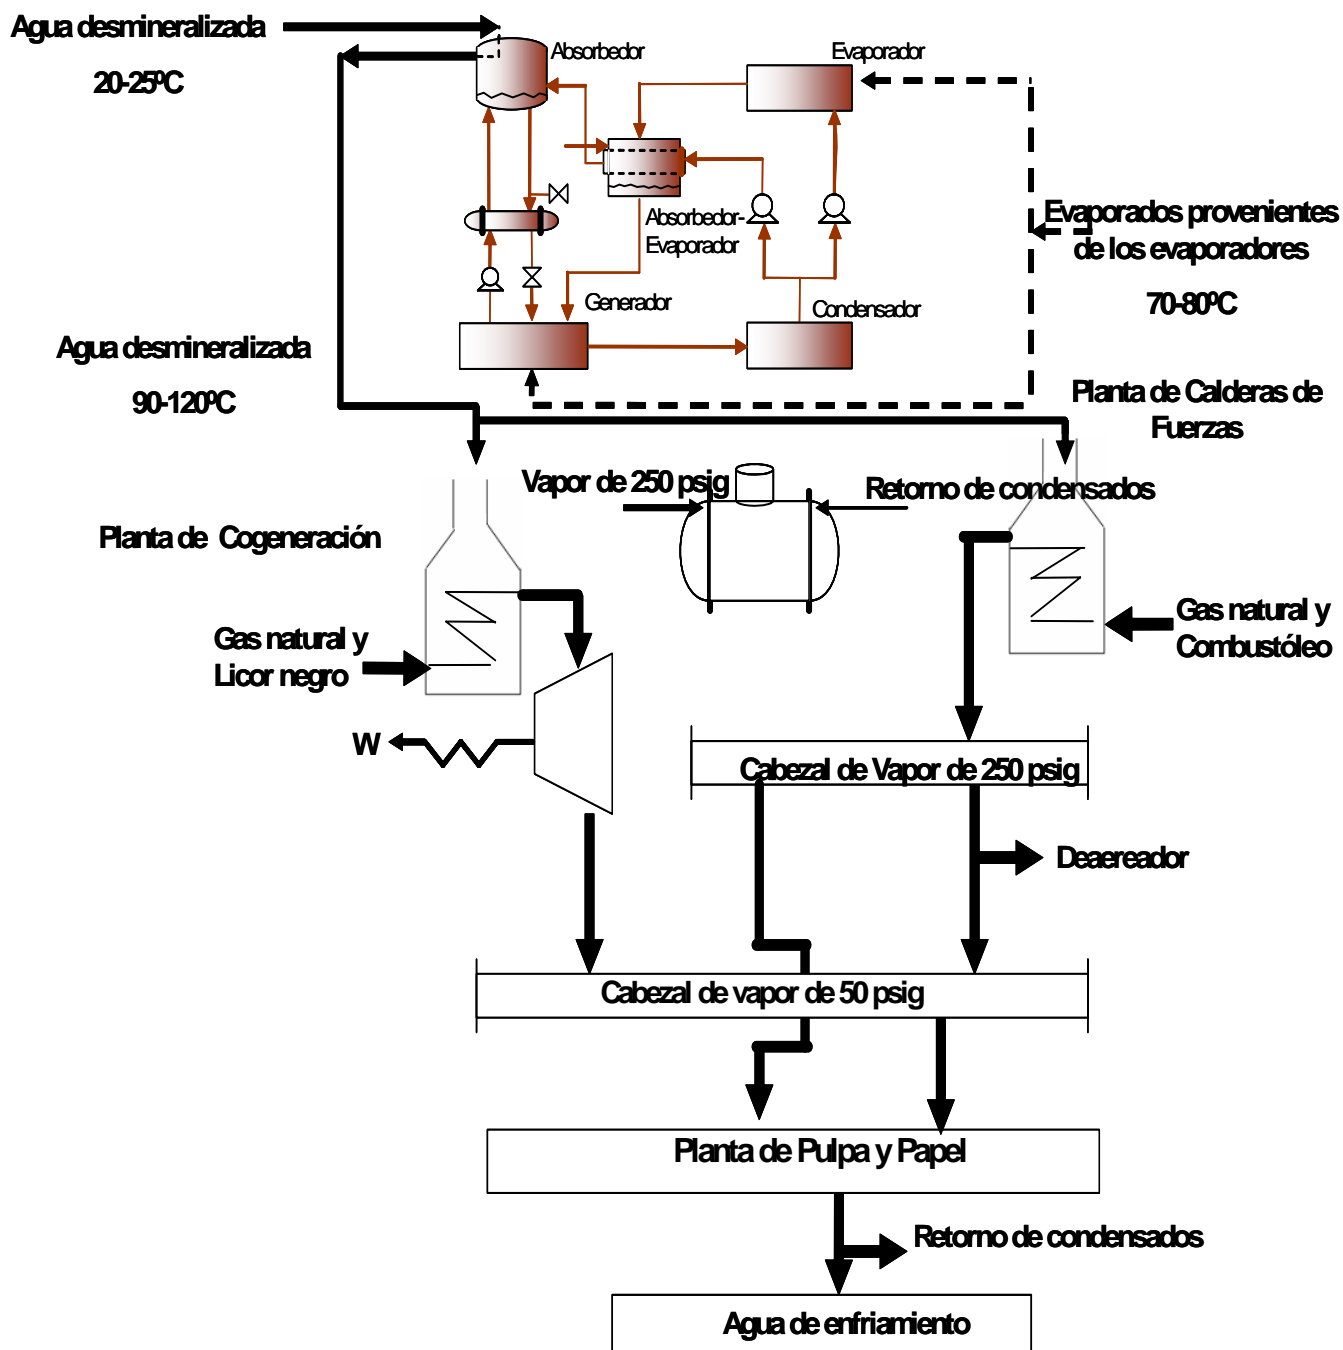 Agua desmineralizada
20-25ºC
Absorbedor
Evaporador
Absorbedor-
Evaporador
Evaporados provenientes
de los evaporadores
70-80ºC
Generador
Condensador
Agua desmineralizada
90-120ºC
Planta de Calderas de
Fuerzas
Vapor de 250 psig
Retorno de condensados
Planta de Cogeneración
Gas natural y
Licor negro
Gas natural y
Combustóleo
W
Cabezal de Vapor de 250 psig
Deaereador
Cabezal de vapor de 50 psig
Planta de Pulpa y Papel
Retorno de condensados
Agua de enfriamiento